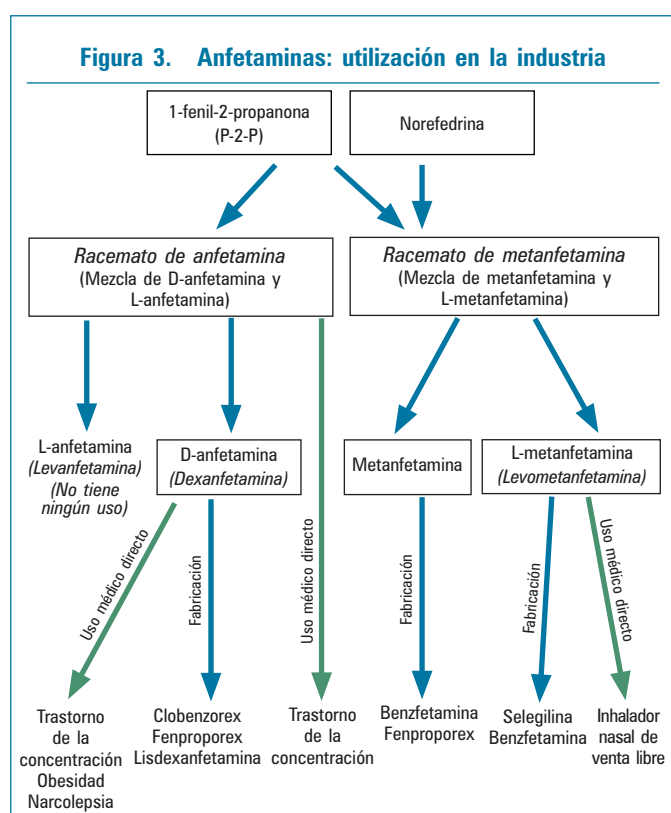 Figura 3. Anfetaminas: utilización en la industria
1-fenil-2-propanona
(P-2-P)
Norefedrina
Racemato de anfetamina
(Mezcla de D-anfetamina y
L-anfetamina)
Racemato de metanfetamina
(Mezcla de metanfetamina y
L-metanfetamina)
L-anfetamina
(Levanfetamina)
(No tiene
ningún uso)
D-anfetamina
(Dexanfetamina)
Metanfetamina
L-metanfetamina
(Levometanfetamina)
Uso médico directo
Fabricación
Uso médico directo
Fabricación
Fabricación
Uso médico directo
Trastorno
de la
concentración
Obesidad
Narcolepsia
Clobenzorex
Fenproporex
Lisdexanfetamina
Trastorno
de la
concentración
Benzfetamina
Fenproporex
Selegilina
Benzfetamina
Inhalador
nasal de
venta libre